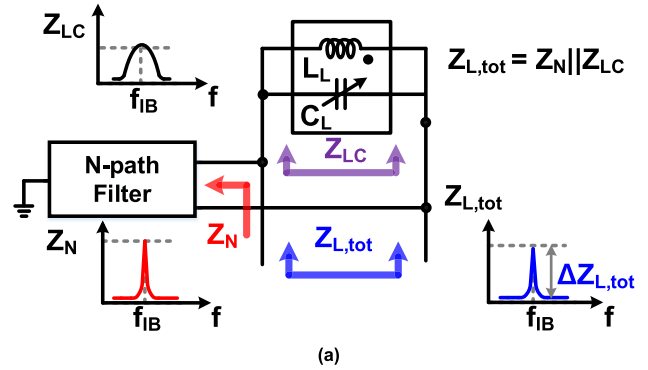 Z_LC
f_IB
f
L_L
C_L
Z_L,tot = Z_N||Z_LC
Z_LC
N-path
Filter
Z_N
Z_L,tot
Z_N
f_IB
f
Z_L,tot
ΔZ_L,tot
f_IB
f
(a)